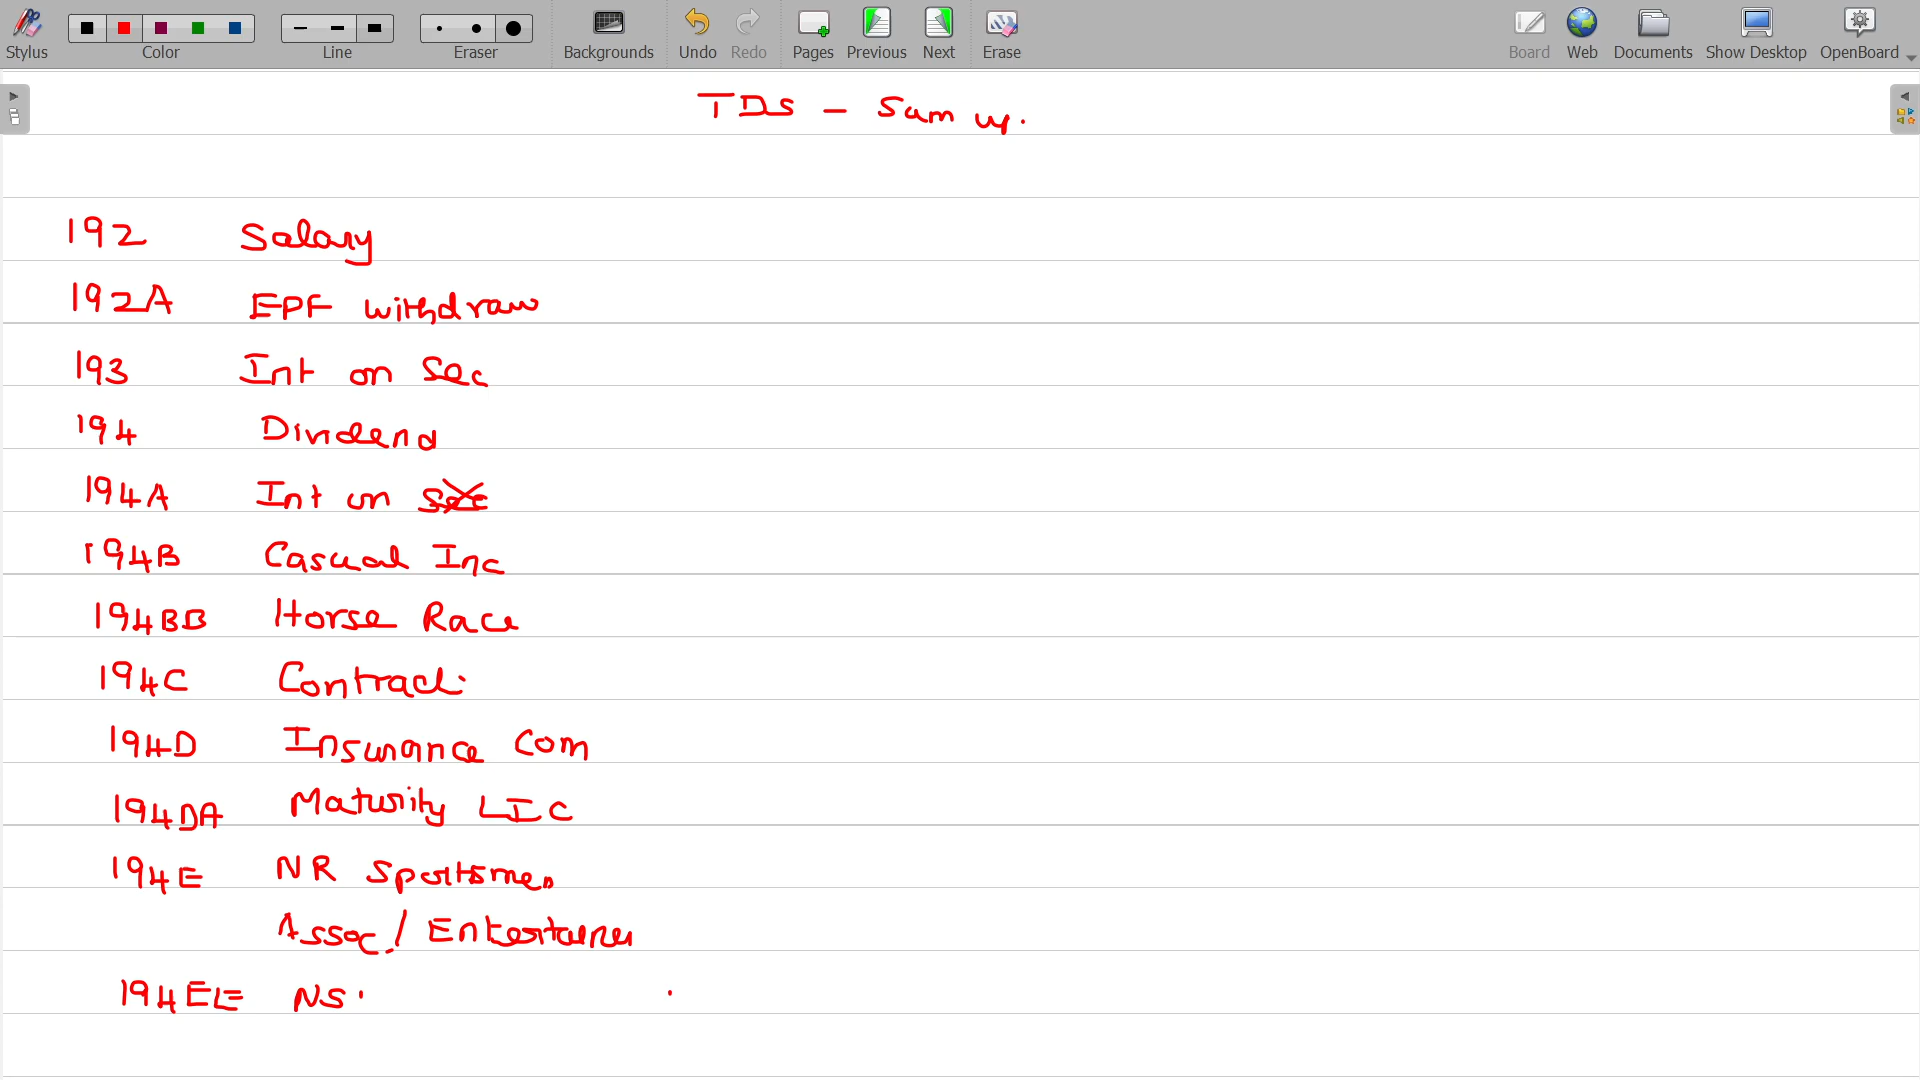 Stylus Color Line Eraser Backgrounds Undo Redo Pages Previous Next Erase Board Web Documents Show Desktop OpenBoard
TDS - Sum up.
192 Salary
192A EPF withdraw
193 Int on Sec
194 Dividend
194A Int on Sec
194B Casual Inc
194BB Horse Race
194C Contract
194D Insurance Com
194DA Maturity LIC
194E NR Sportsmen
Assoc./ Entertainer
194EE NS